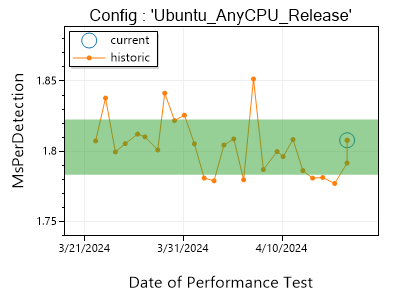 Config : 'Ubuntu_AnyCPU_Release'
current
historic
MsPerDetection
1.85
1.8
1.75
3/21/2024
3/31/2024
4/10/2024
Date of Performance Test